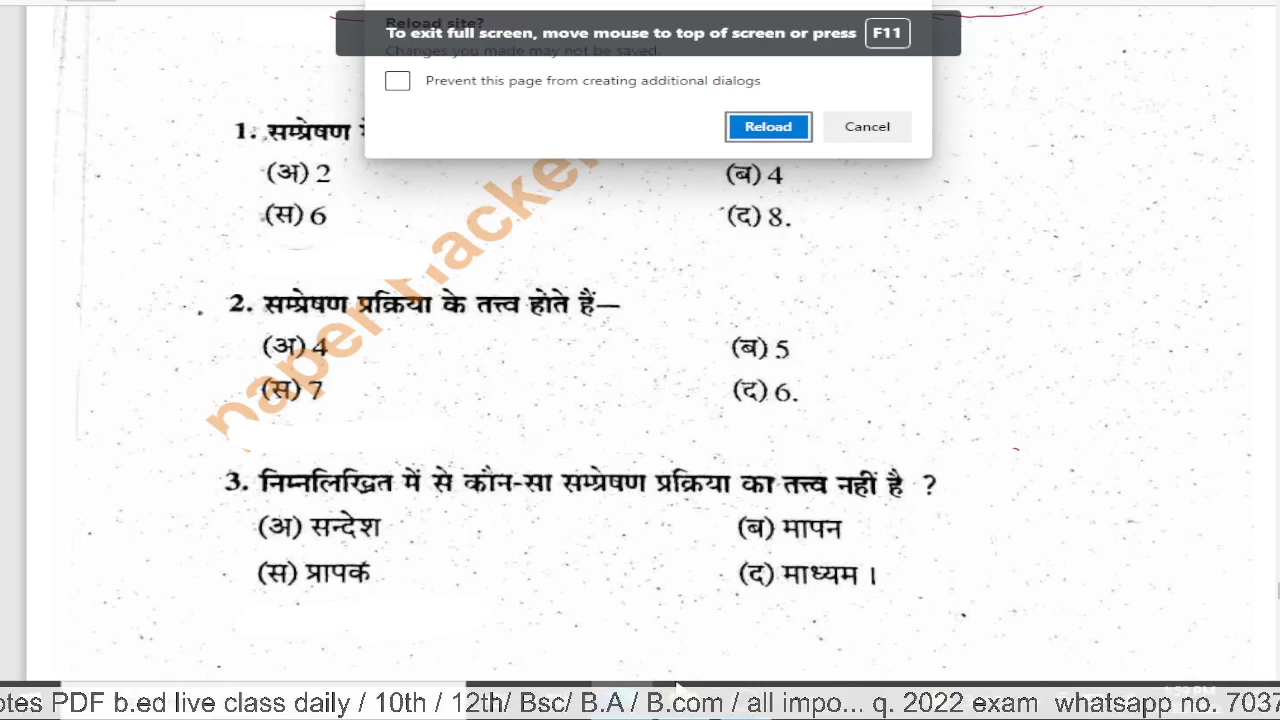 Reload site?
To exit full screen, move mouse to top of screen or press F11
Changes you made may not be saved.
Prevent this page from creating additional dialogs
Reload Cancel
1. सम्प्रेषण
(अ) 2 (ब) 4
(स) 6 (द) 8.
paper hacke
2. सम्प्रेषण प्रक्रिया के तत्त्व होते हैं—
(अ) 4 (ब) 5
(स) 7 (द) 6.
3. निम्नलिखित में से कौन-सा सम्प्रेषण प्रक्रिया का तत्त्व नहीं है ?
(अ) सन्देश (ब) मापन
(स) प्रापक (द) माध्यम ।
otes PDF b.ed live class daily / 10th / 12th/ Bsc/ B.A / B.com / all impo... q. 2022 exam whatsapp no. 7037